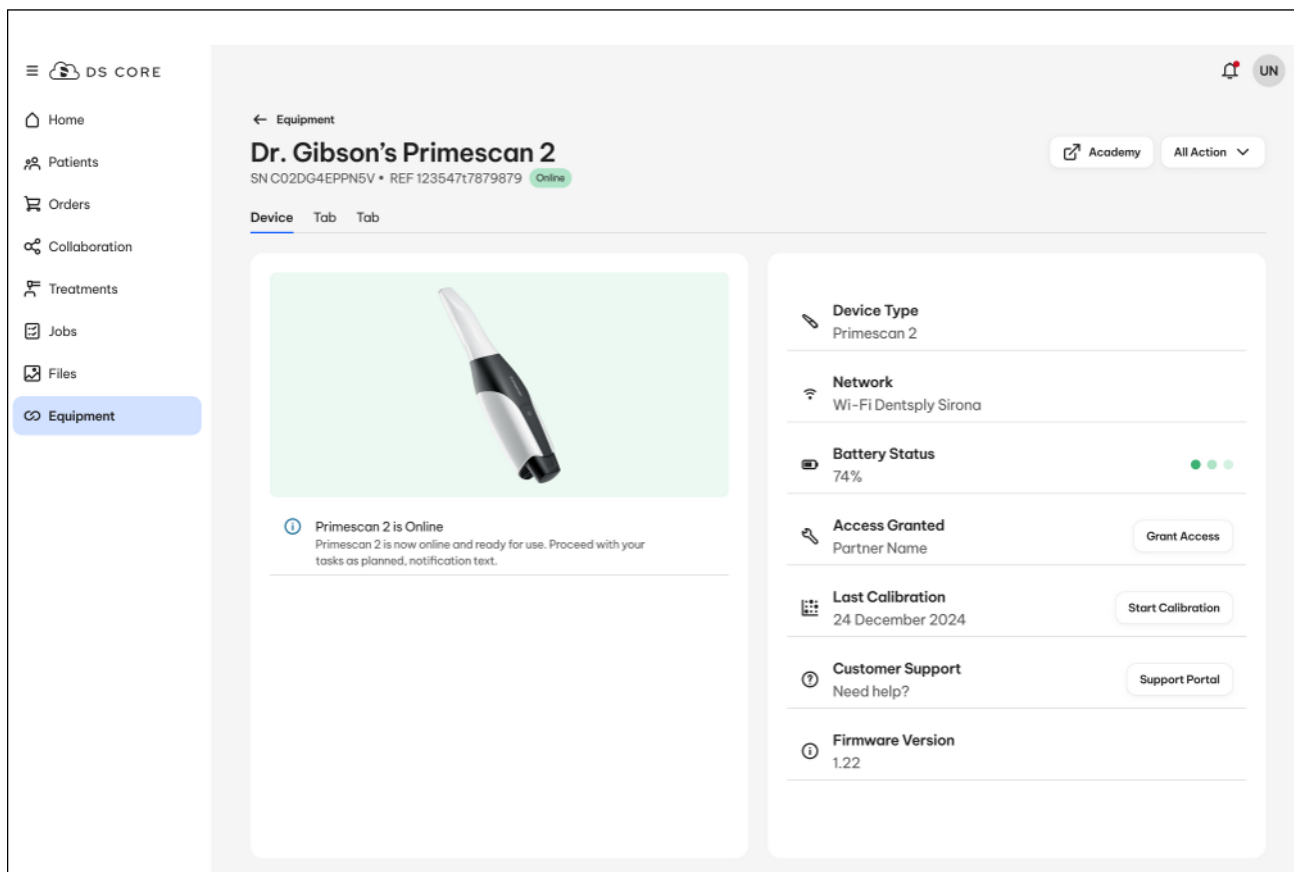 DS CORE
UN
Home
Patients
Orders
Collaboration
Treatments
Jobs
Files
Equipment
Equipment
Dr. Gibson's Primescan 2
SN C02DG4EPPN5V • REF 123547t7879879 Online
Academy
All Action
Device Tab Tab
Primescan 2 is Online
Primescan 2 is now online and ready for use. Proceed with your
tasks as planned, notification text.
Device Type
Primescan 2
Network
Wi-Fi Dentsply Sirona
Battery Status
74%
Access Granted
Partner Name
Grant Access
Last Calibration
24 December 2024
Start Calibration
Customer Support
Need help?
Support Portal
Firmware Version
1.22